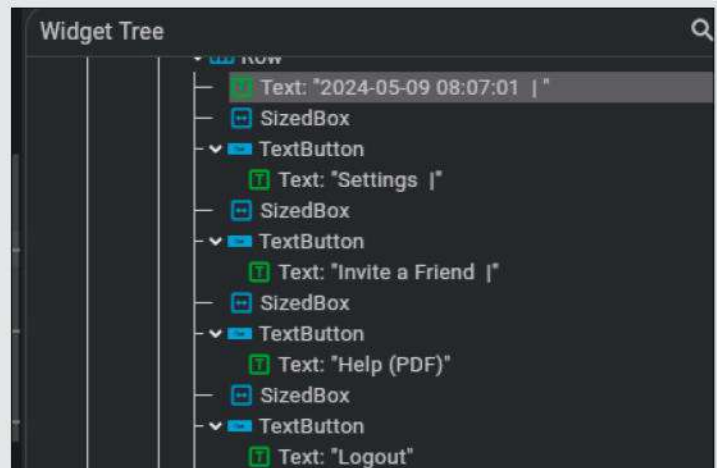 Widget Tree
Row
Text: "2024-05-09 08:07:01  | "
SizedBox
TextButton
Text: "Settings  |"
SizedBox
TextButton
Text: "Invite a Friend  |"
SizedBox
TextButton
Text: "Help (PDF)"
SizedBox
TextButton
Text: "Logout"